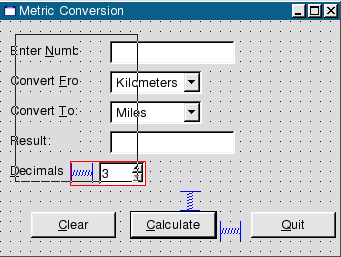 Metric Conversion
Enter Numb
Convert Fro Kilometers
Convert To: Miles
Result:
Decimals 3
Clear Calculate Quit